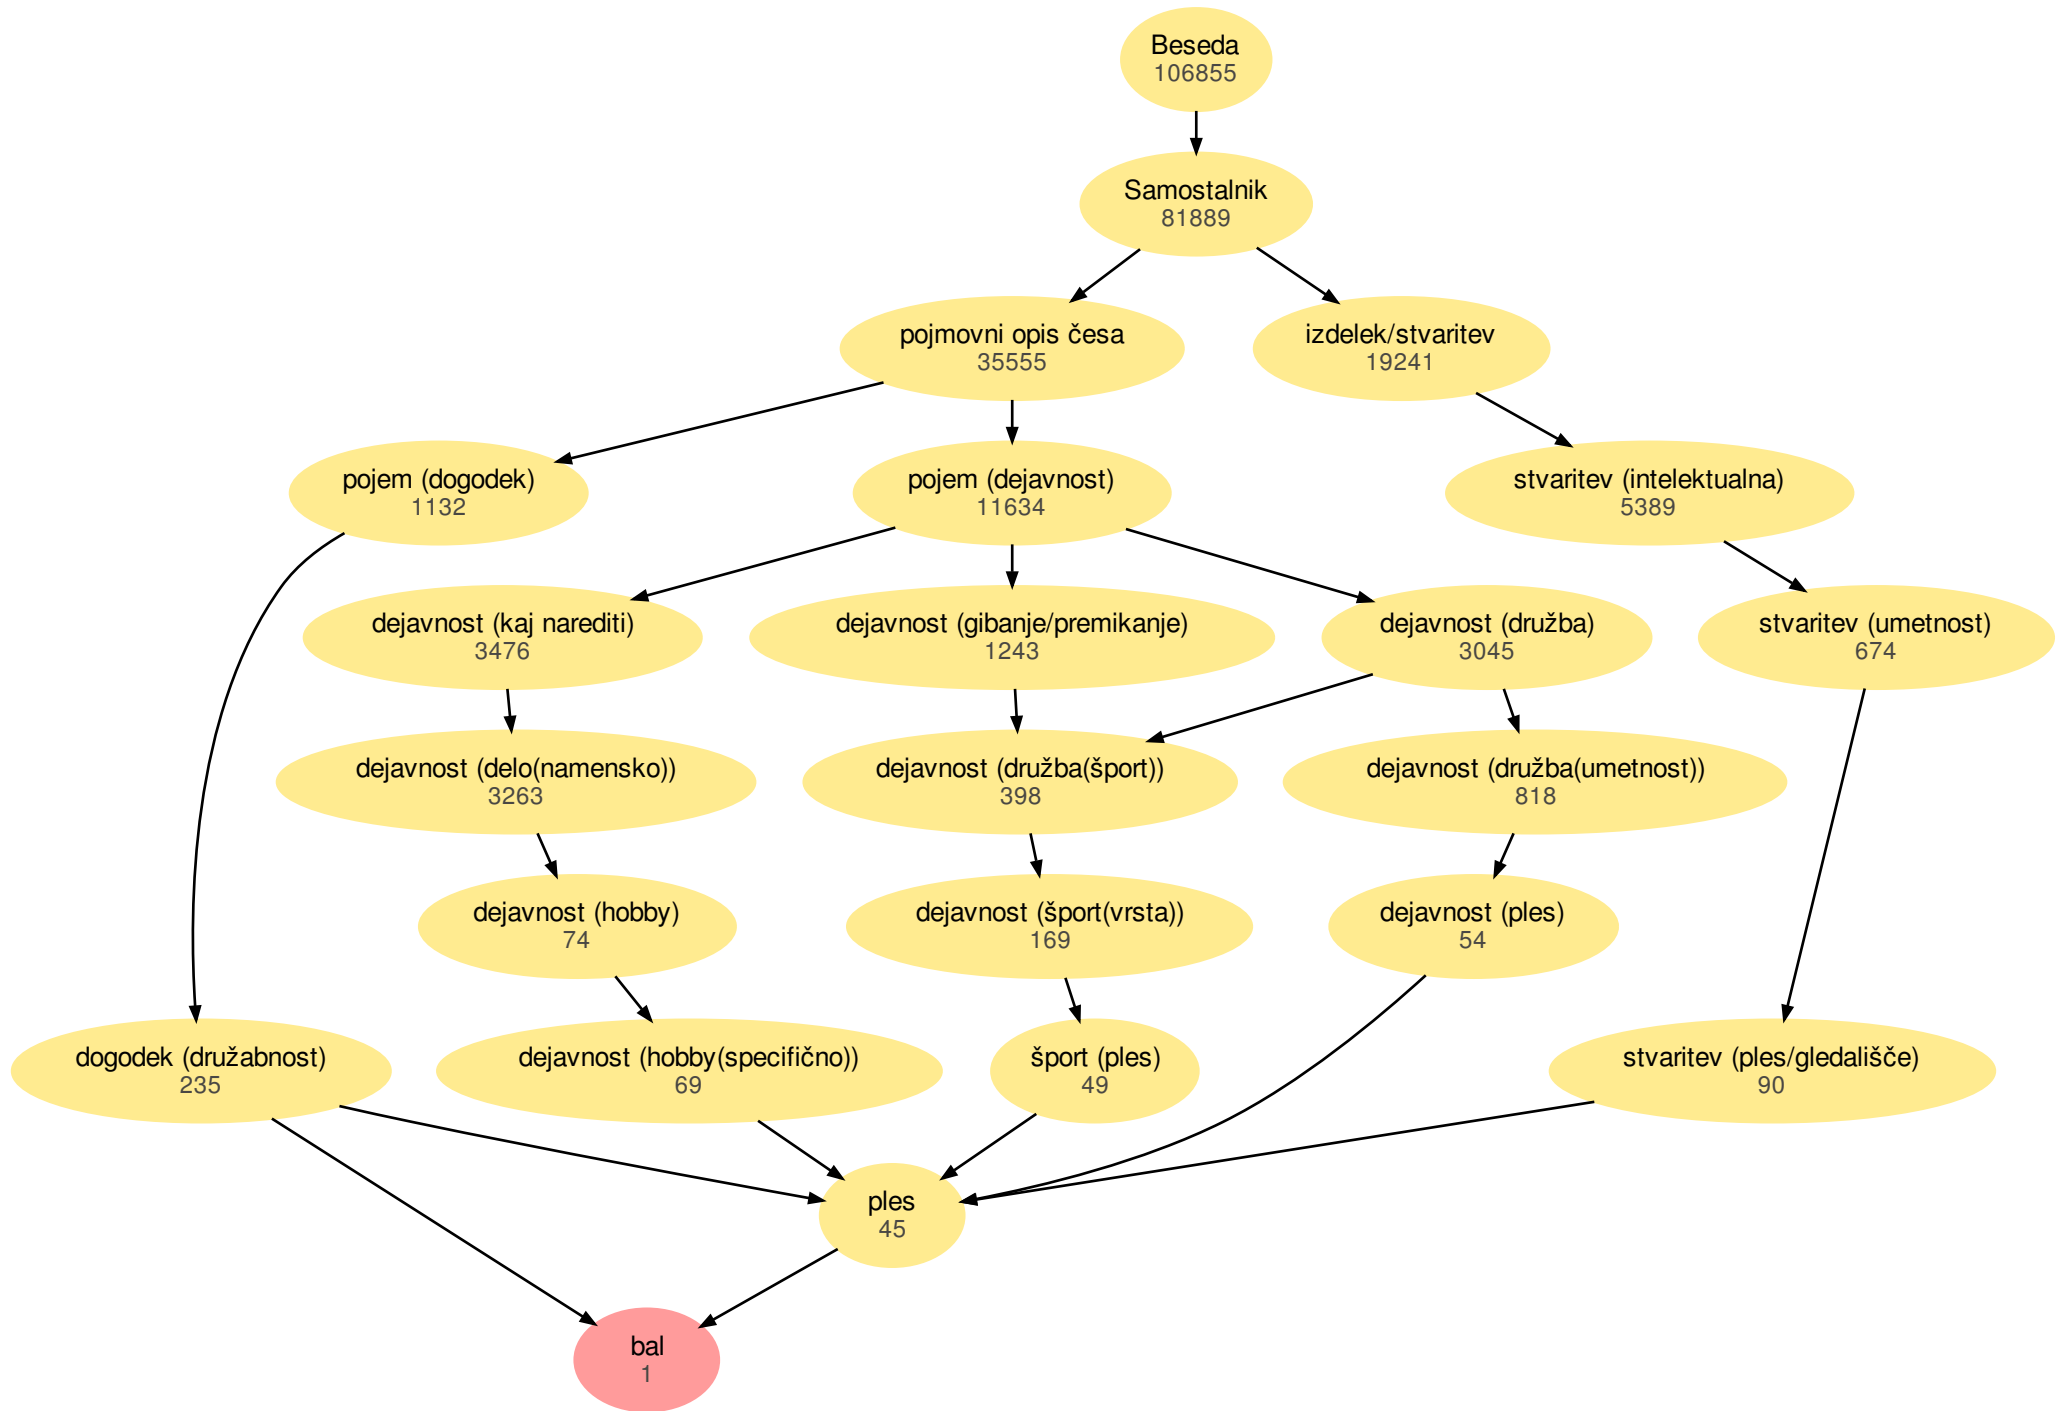 Beseda
106855
Samostalnik
81889
pojmovni opis česa
35555
izdelek/stvaritev
19241
pojem (dogodek)
1132
pojem (dejavnost)
11634
stvaritev (intelektualna)
5389
dejavnost (kaj narediti)
3476
dejavnost (gibanje/premikanje)
1243
dejavnost (družba)
3045
stvaritev (umetnost)
674
dejavnost (delo(namensko))
3263
dejavnost (družba(šport))
398
dejavnost (družba(umetnost))
818
dejavnost (hobby)
74
dejavnost (šport(vrsta))
169
dejavnost (ples)
54
dogodek (družabnost)
235
dejavnost (hobby(specifično))
69
šport (ples)
49
stvaritev (ples/gledališče)
90
ples
45
bal
1